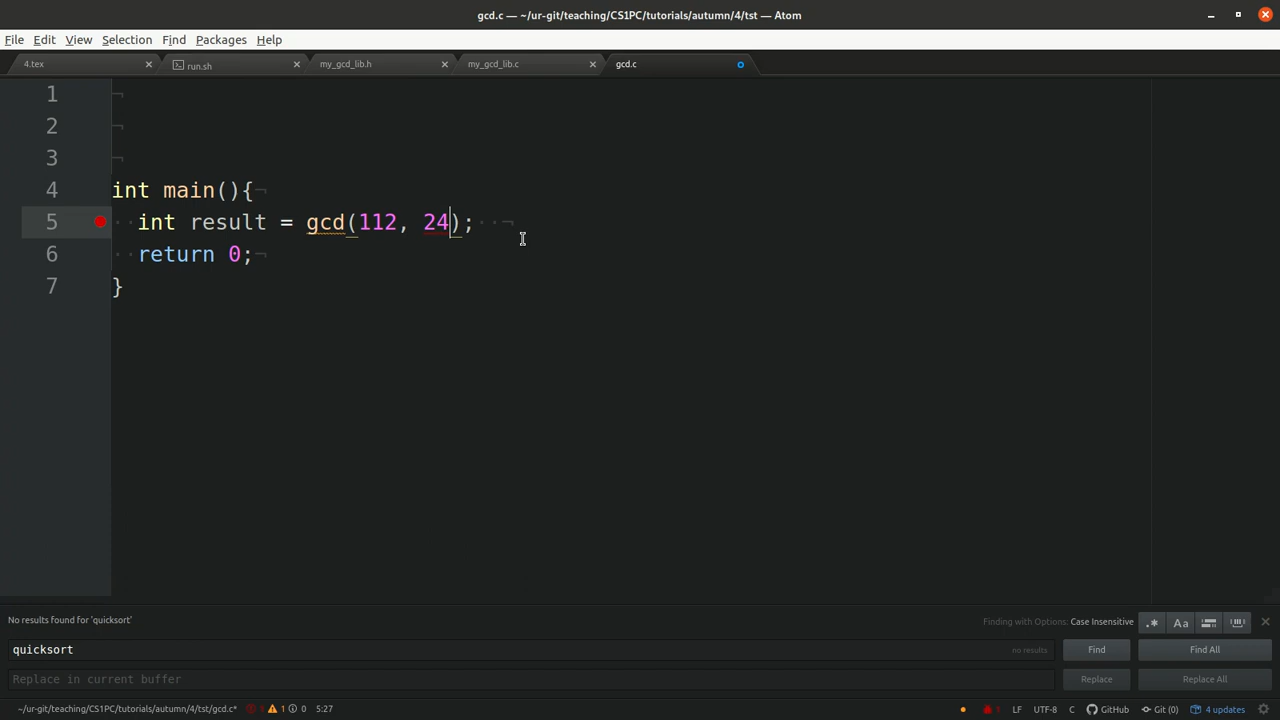 gcd.c — ~/ur-git/teaching/CS1PC/tutorials/autumn/4/tst — Atom
File Edit View Selection Find Packages Help
4.tex run.sh my_gcd_lib.h my_gcd_lib.c gcd.c
1
2
3
4 int main(){
5 int result = gcd(112, 24);
6 return 0;
7 }
No results found for 'quicksort' Finding with Options: Case Insensitive .* Aa
quicksort no results Find Find All
Replace in current buffer Replace Replace All
~/ur-git/teaching/CS1PC/tutorials/autumn/4/tst/gcd.c* 1 0 5:27 LF UTF-8 C GitHub Git (0) 4 updates